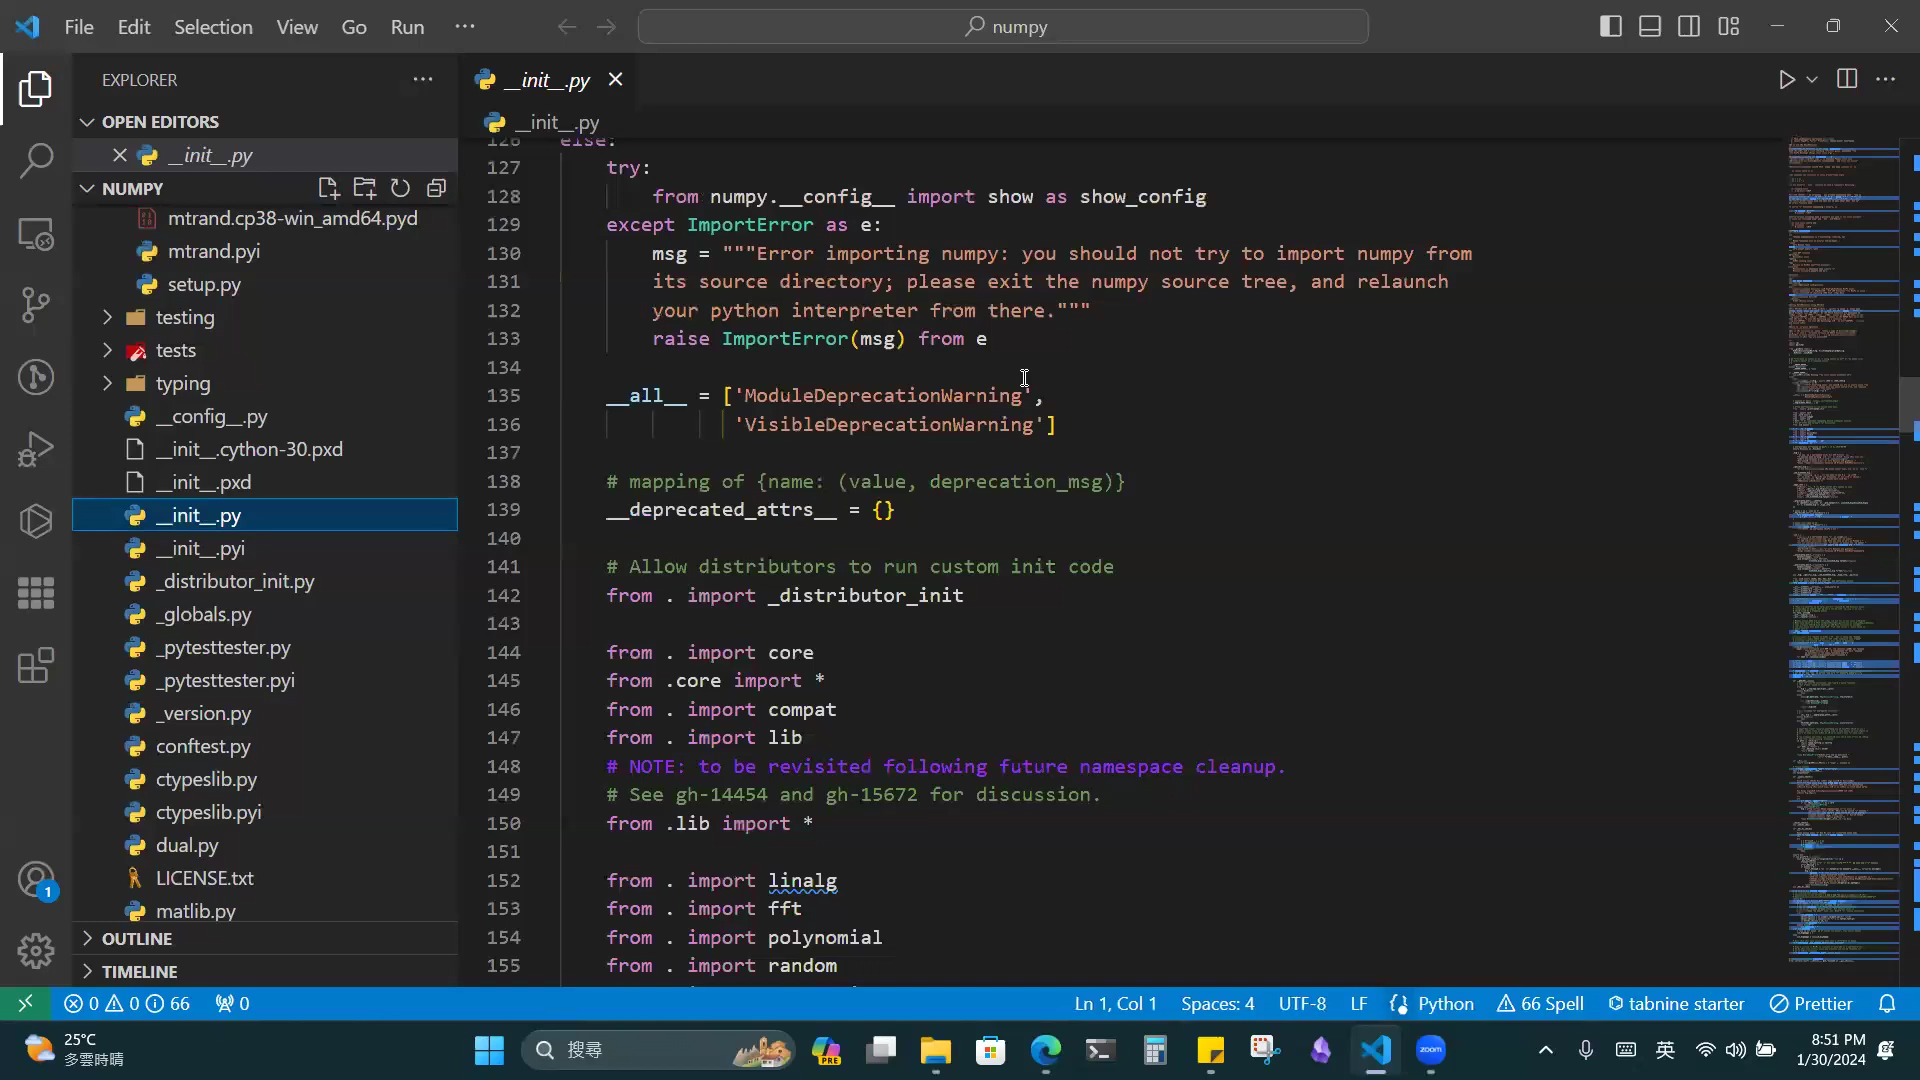 File Edit Selection View Go Run ···
numpy
EXPLORER ···
OPEN EDITORS
__init__.py
NUMPY
mtrand.cp38-win_amd64.pyd
mtrand.pyi
setup.py
testing
tests
typing
__config__.py
__init__.cython-30.pxd
__init__.pxd
__init__.py
__init__.pyi
_distributor_init.py
_globals.py
_pytesttester.py
_pytesttester.pyi
_version.py
conftest.py
ctypeslib.py
ctypeslib.pyi
dual.py
LICENSE.txt
matlib.py
OUTLINE
TIMELINE
1
__init__.py
__init__.py
126 else:
127 try:
128 from numpy.__config__ import show as show_config
129 except ImportError as e:
130 msg = """Error importing numpy: you should not try to import numpy from
131 its source directory; please exit the numpy source tree, and relaunch
132 your python interpreter from there."""
133 raise ImportError(msg) from e
134
135 __all__ = ['ModuleDeprecationWarning',
136 'VisibleDeprecationWarning']
137
138 # mapping of {name: (value, deprecation_msg)}
139 __deprecated_attrs__ = {}
140
141 # Allow distributors to run custom init code
142 from . import _distributor_init
143
144 from . import core
145 from .core import *
146 from . import compat
147 from . import lib
148 # NOTE: to be revisited following future namespace cleanup.
149 # See gh-14454 and gh-15672 for discussion.
150 from .lib import *
151
152 from . import linalg
153 from . import fft
154 from . import polynomial
155 from . import random
0 0 66 0 Ln 1, Col 1 Spaces: 4 UTF-8 LF Python 66 Spell tabnine starter Prettier
25°C
多雲時晴
搜尋
PRE
zoom
英
8:51 PM
1/30/2024